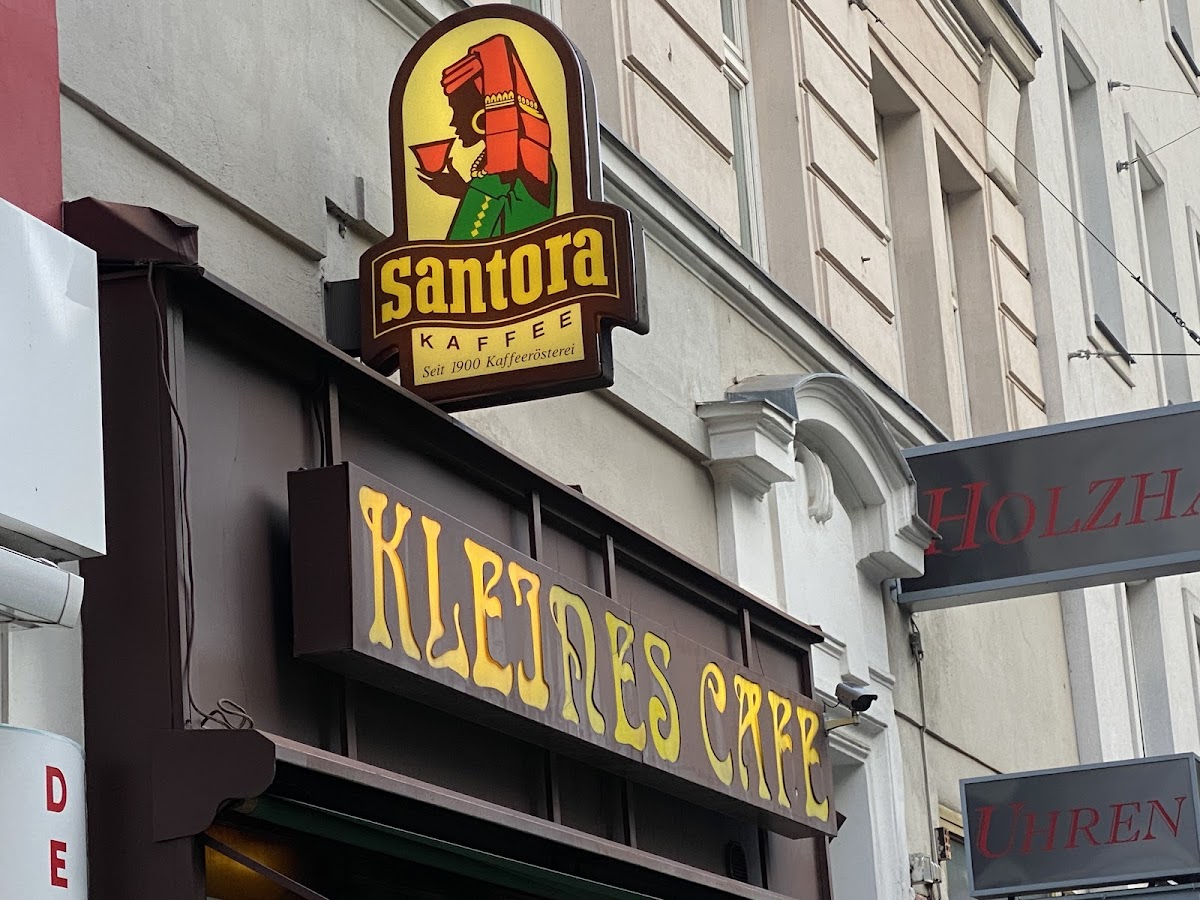 Santora
KAFFEE
Seit 1900 Kaffeerösterei
KLEINES CAFE
HOLZHA
UHREN
D
E